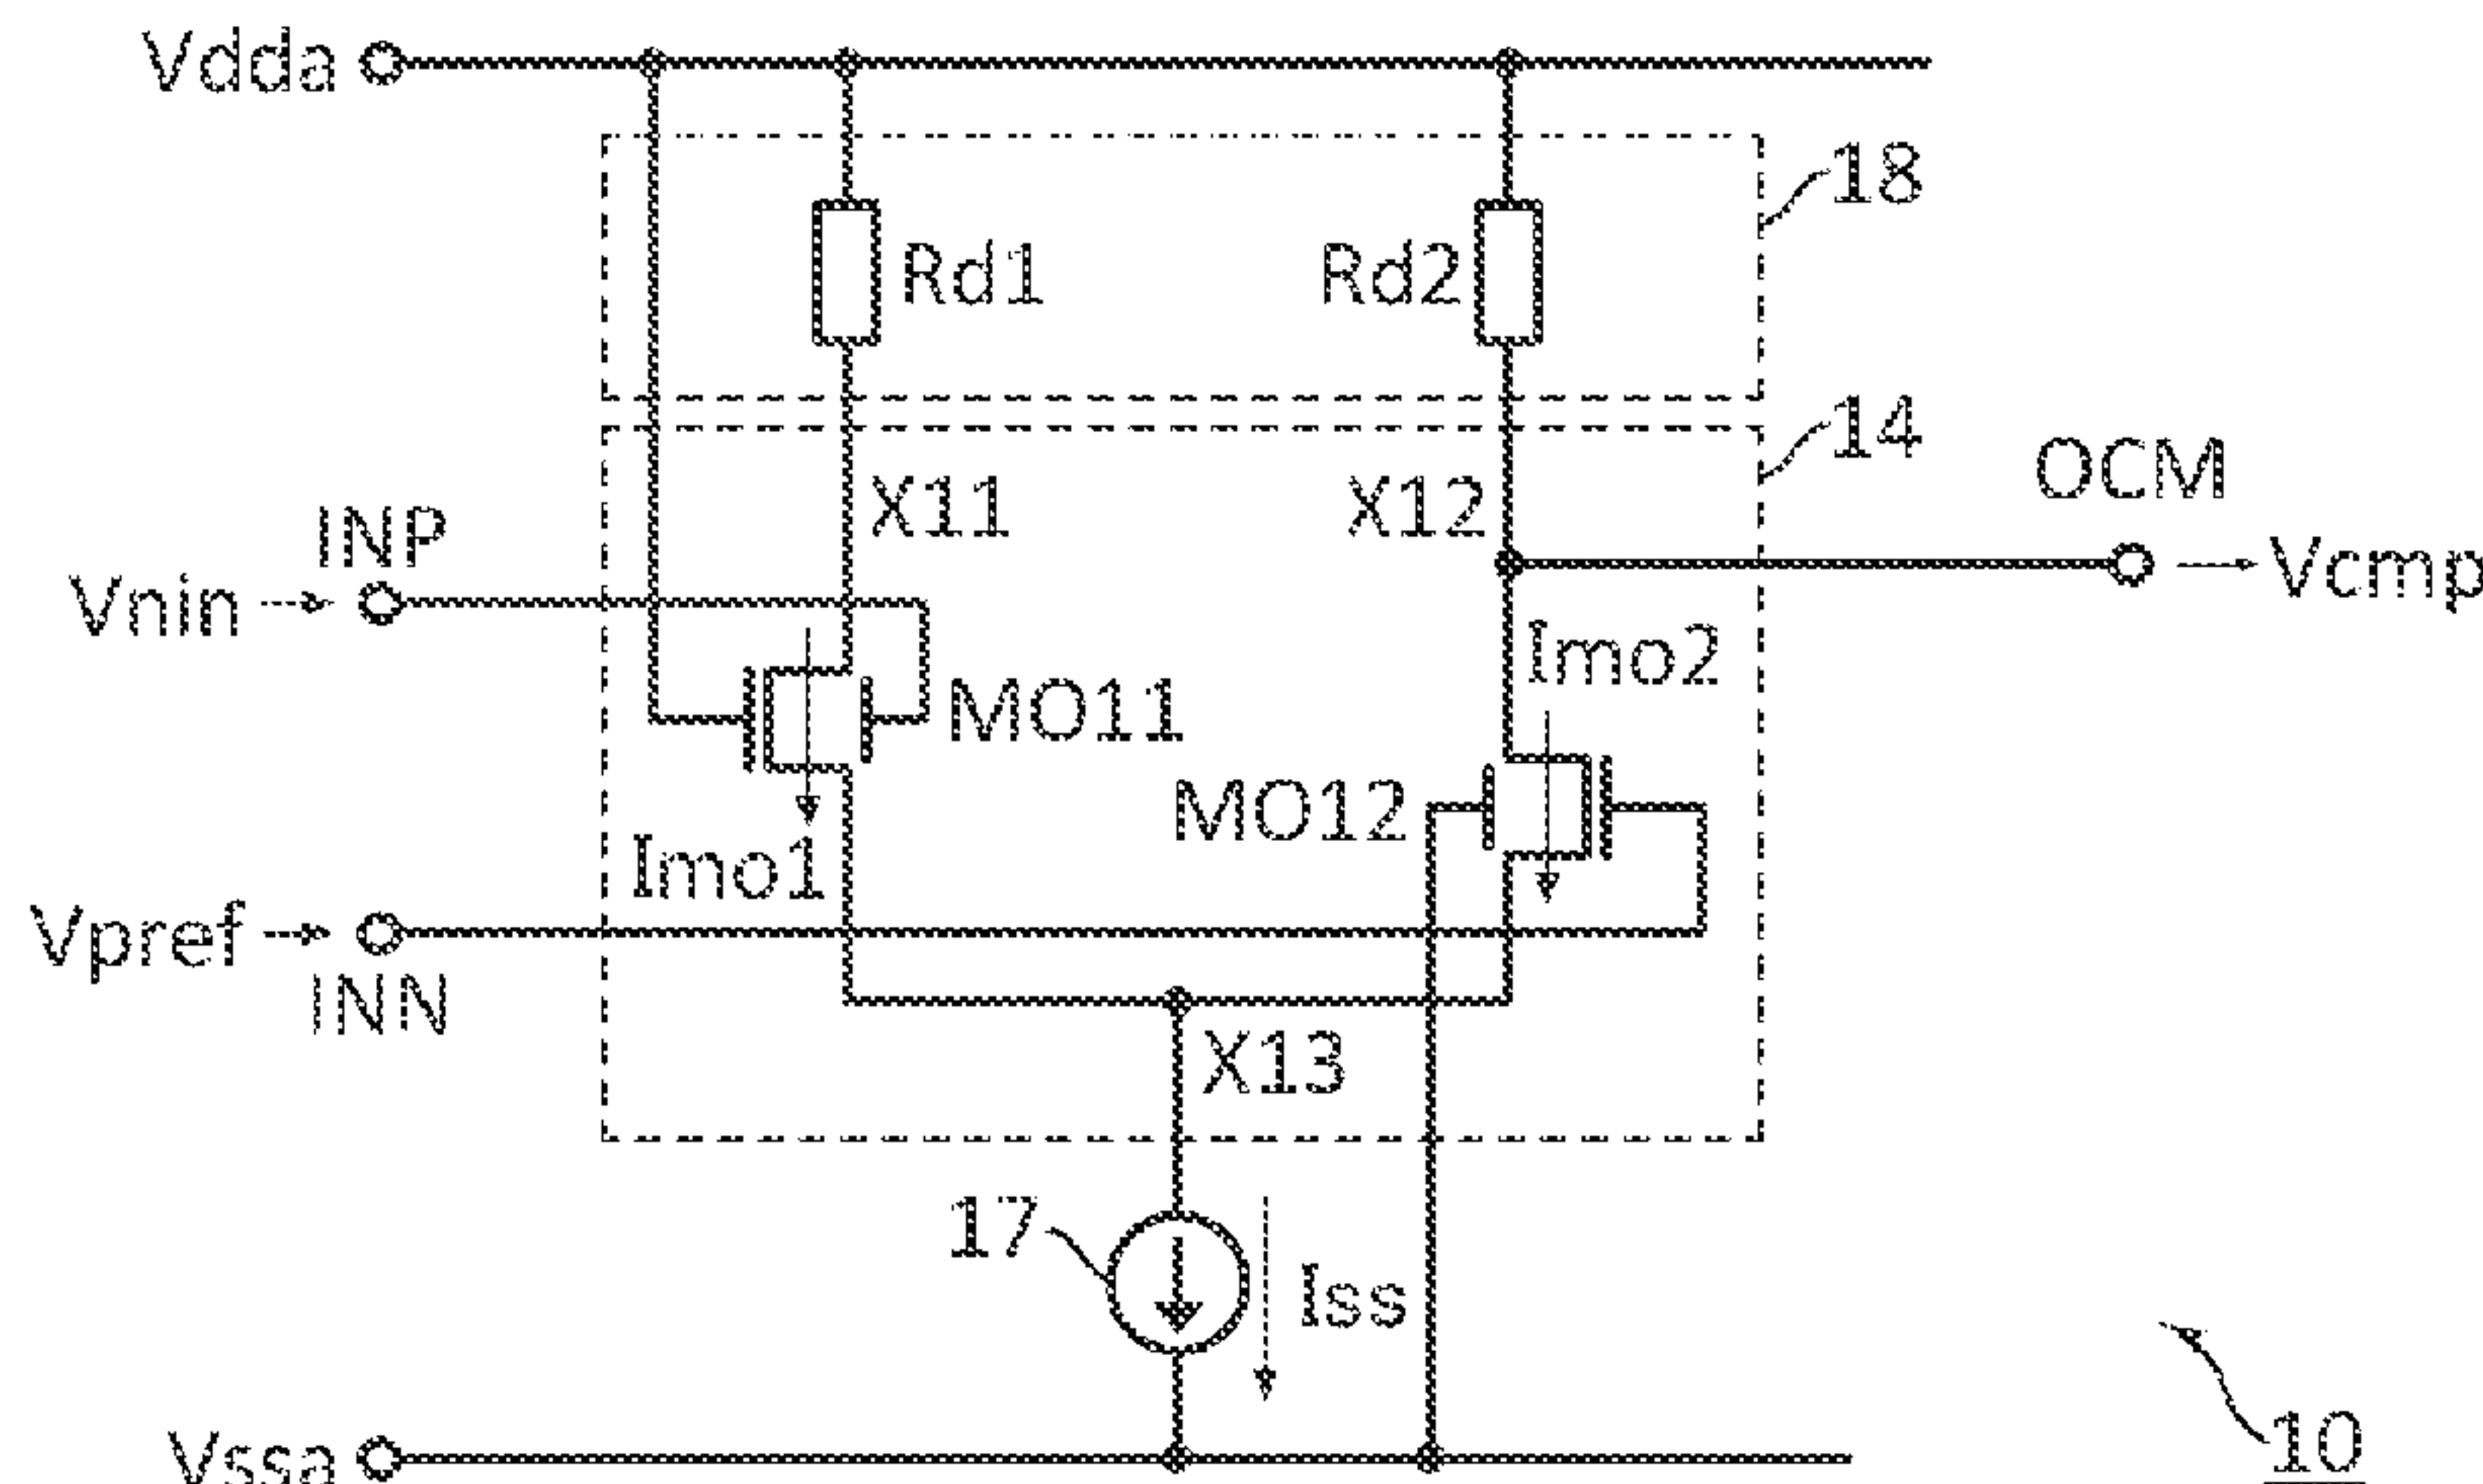 Vdda
18
Rd1
Rd2
14
OCM
X11
X12
INP
Vnin
Vcmp
Imo2
MO11
MO12
Imo1
Vpref
INN
X13
17
Iss
Vssa
10